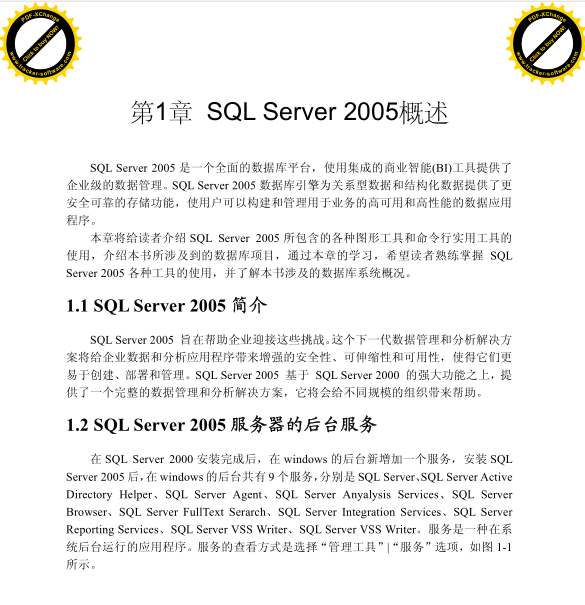 PDF-XChange
Click to buy NOW!
www.tracker-software.com
PDF-XChange
Click to buy NOW!
www.tracker-software.com
第1章 SQL Server 2005概述
SQL Server 2005 是一个全面的数据库平台，使用集成的商业智能(BI)工具提供了
企业级的数据管理。SQL Server 2005 数据库引擎为关系型数据和结构化数据提供了更
安全可靠的存储功能，使用户可以构建和管理用于业务的高可用和高性能的数据应用
程序。
本章将给读者介绍 SQL Server 2005 所包含的各种图形工具和命令行实用工具的
使用，介绍本书所涉及到的数据库项目，通过本章的学习，希望读者熟练掌握 SQL
Server 2005 各种工具的使用，并了解本书涉及的数据库系统概况。
1.1 SQL Server 2005 简介
SQL Server 2005 旨在帮助企业迎接这些挑战。这个下一代数据管理和分析解决方
案将给企业数据和分析应用程序带来增强的安全性、可伸缩性和可用性，使得它们更
易于创建、部署和管理。SQL Server 2005 基于 SQL Server 2000 的强大功能之上，提
供了一个完整的数据管理和分析解决方案，它将会给不同规模的组织带来帮助。
1.2 SQL Server 2005 服务器的后台服务
在 SQL Server 2000 安装完成后，在 windows 的后台新增加一个服务，安装 SQL
Server 2005 后，在 windows 的后台共有 9 个服务，分别是 SQL Server、SQL Server Active
Directory Helper、SQL Server Agent、SQL Server Anyalysis Services、SQL Server
Browser、SQL Server FullText Serarch、SQL Server Integration Services、SQL Server
Reporting Services、SQL Server VSS Writer、SQL Server VSS Writer。服务是一种在系
统后台运行的应用程序。服务的查看方式是选择“管理工具”|“服务”选项，如图 1-1
所示。